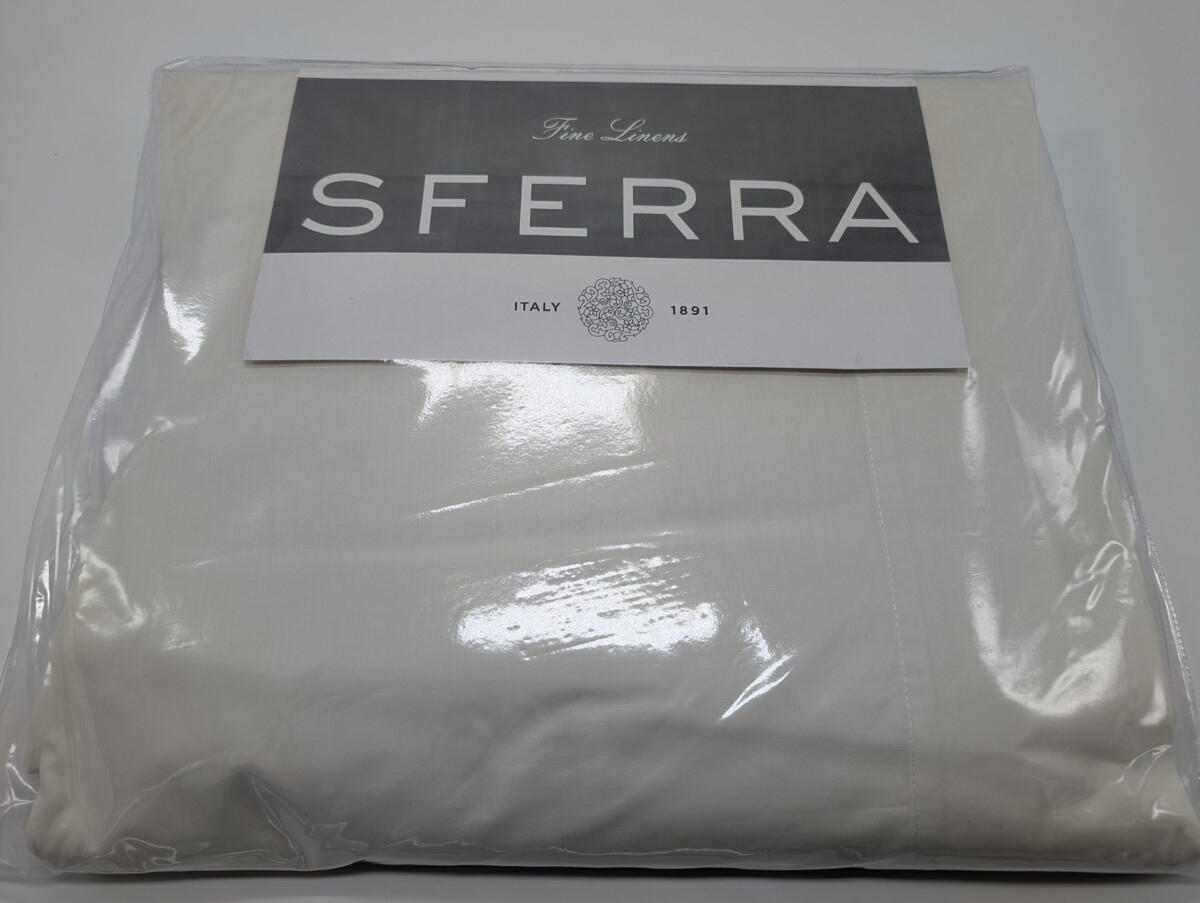 Fine Linens
SFERRA
ITALY 1891